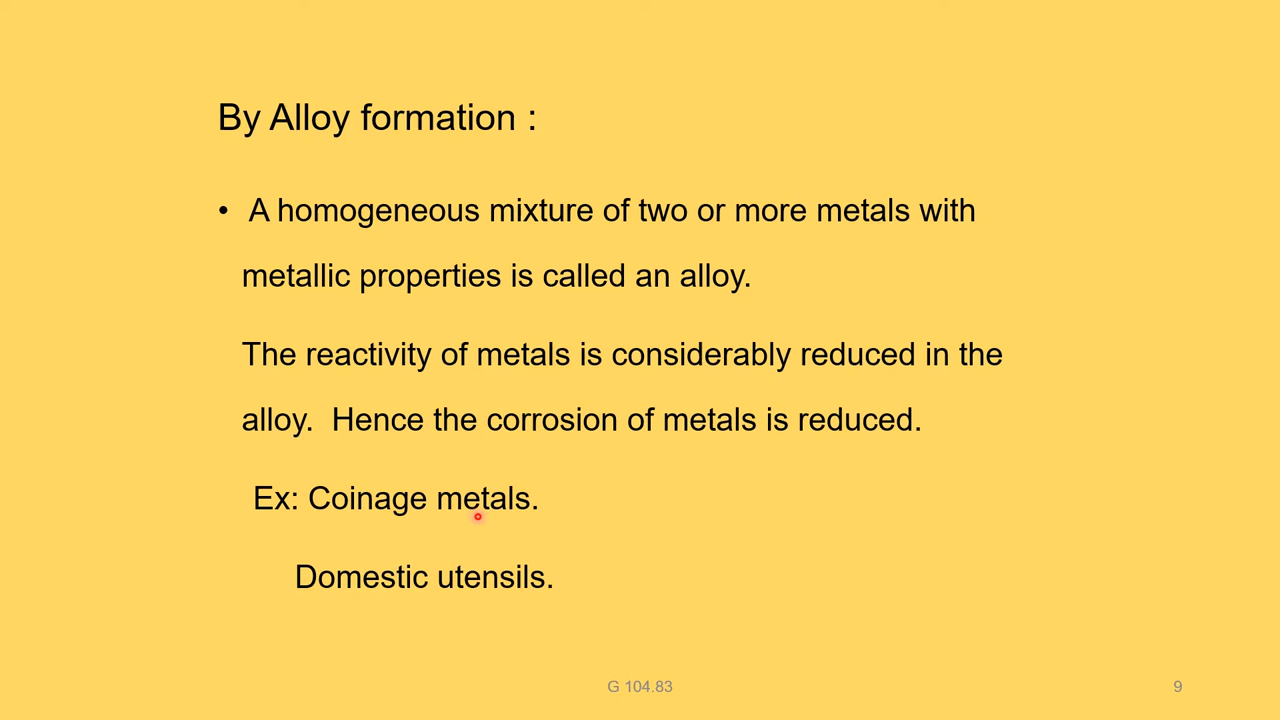 By Alloy formation :
• A homogeneous mixture of two or more metals with
metallic properties is called an alloy.
The reactivity of metals is considerably reduced in the
alloy.  Hence the corrosion of metals is reduced.
Ex: Coinage metals.
Domestic utensils.
G 104.83
9